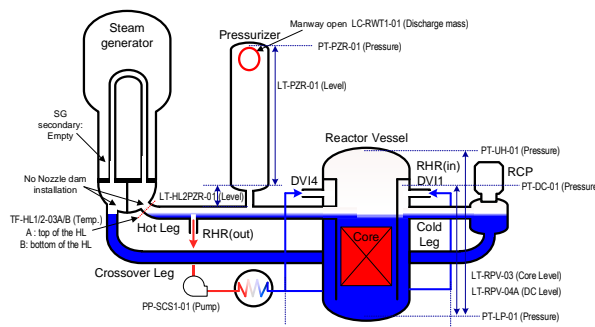 Steam
generator
Pressurizer
Manway open LC-RWT1-01 (Discharge mass)
PT-PZR-01 (Pressure)
LT-PZR-01 (Level)
SG
secondary:
Empty
Reactor Vessel
PT-UH-01 (Pressure)
RHR(in)
RCP
DVI4
DVI1
PT-DC-01 (Pressure
No Nozzle dam
installation
LT-HL2PZR-01 (Level)
TF-HL1/2-03A/B (Temp.)
A : top of the HL
B: bottom of the HL
Hot Leg
RHR(out)
Core
Cold
Leg
Crossover Leg
LT-RPV-03 (Core Level)
LT-RPV-04A (DC Level)
PP-SCS1-01 (Pump)
PT-LP-01 (Pressure)